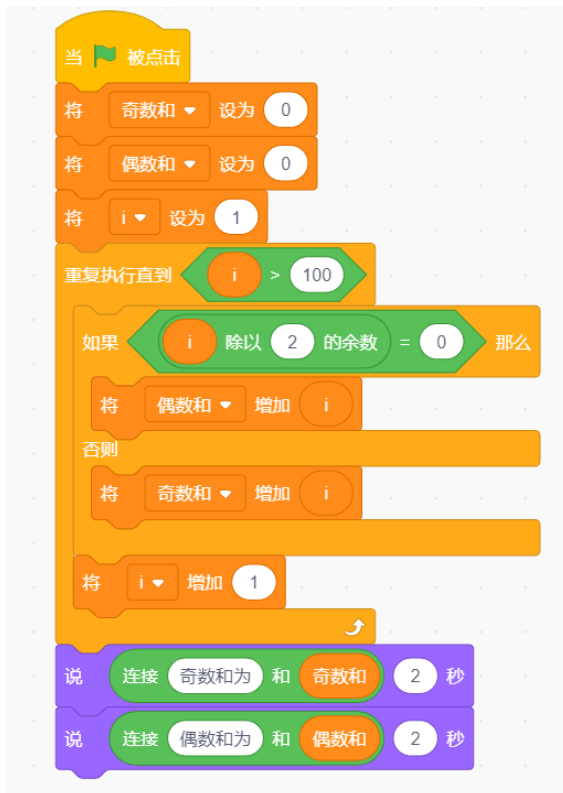 当 被点击
将 奇数和 设为 0
将 偶数和 设为 0
将 i 设为 1
重复执行直到 i > 100
如果 i 除以 2 的余数 = 0 那么
将 偶数和 增加 i
否则
将 奇数和 增加 i
将 i 增加 1
说 连接 奇数和为 和 奇数和 2 秒
说 连接 偶数和为 和 偶数和 2 秒